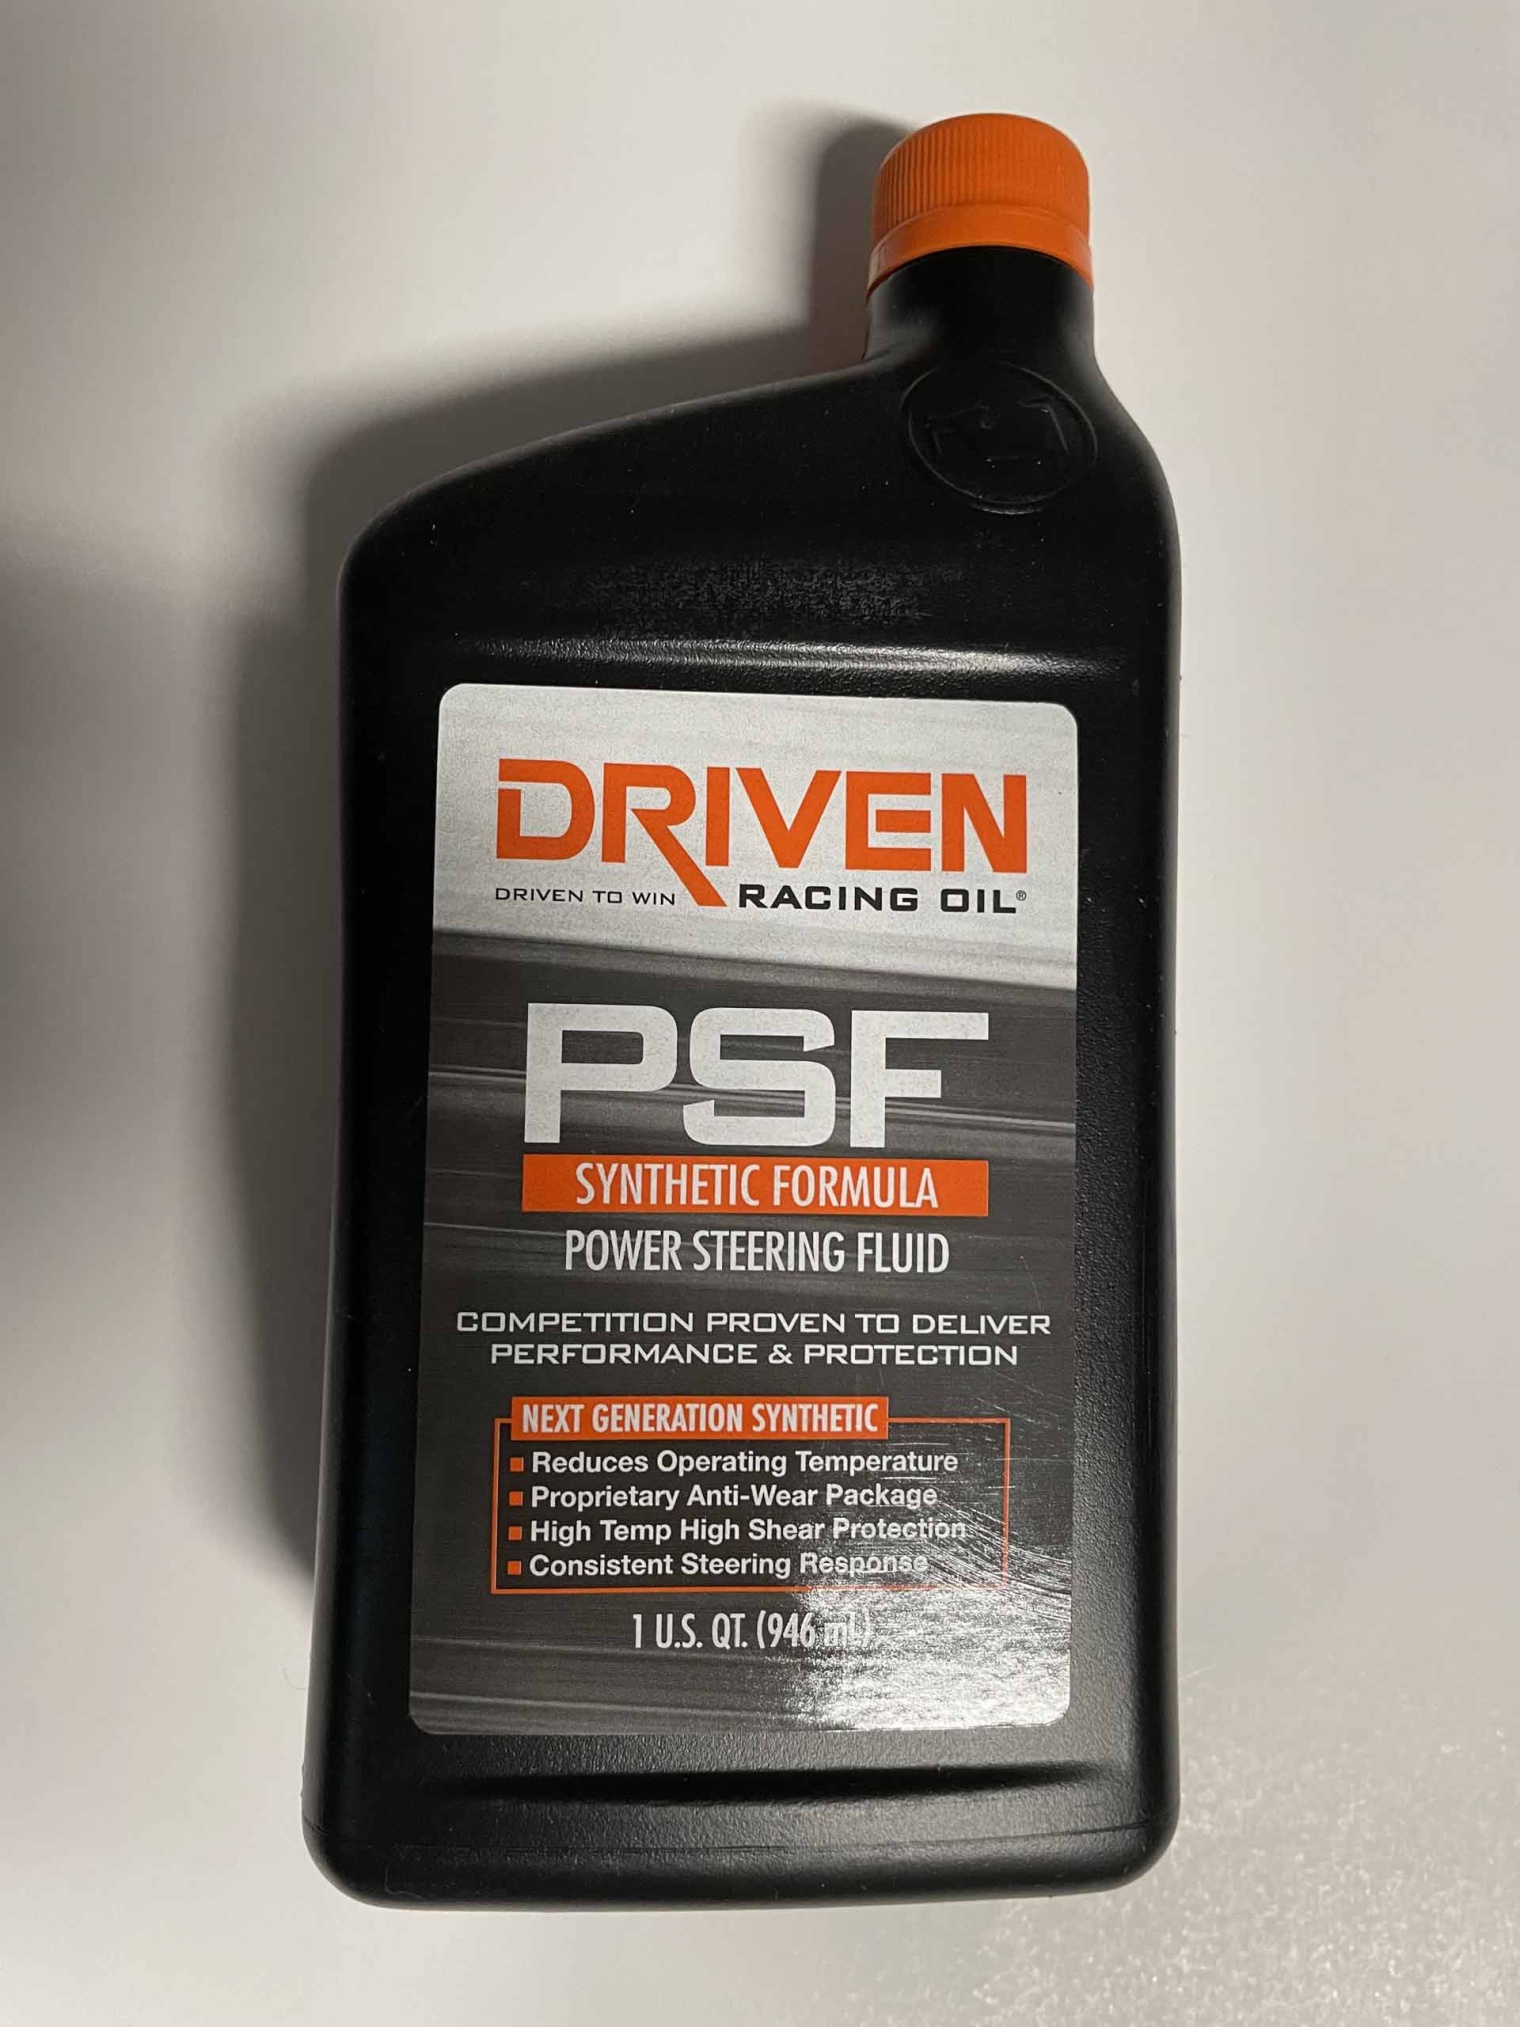 DRIVEN
DRIVEN TO WIN RACING OIL®
PSF
SYNTHETIC FORMULA
POWER STEERING FLUID
COMPETITION PROVEN TO DELIVER
PERFORMANCE & PROTECTION
NEXT GENERATION SYNTHETIC
Reduces Operating Temperature
Proprietary Anti-Wear Package
High Temp High Shear Protection
Consistent Steering Response
1 U.S. QT. (946 mL)